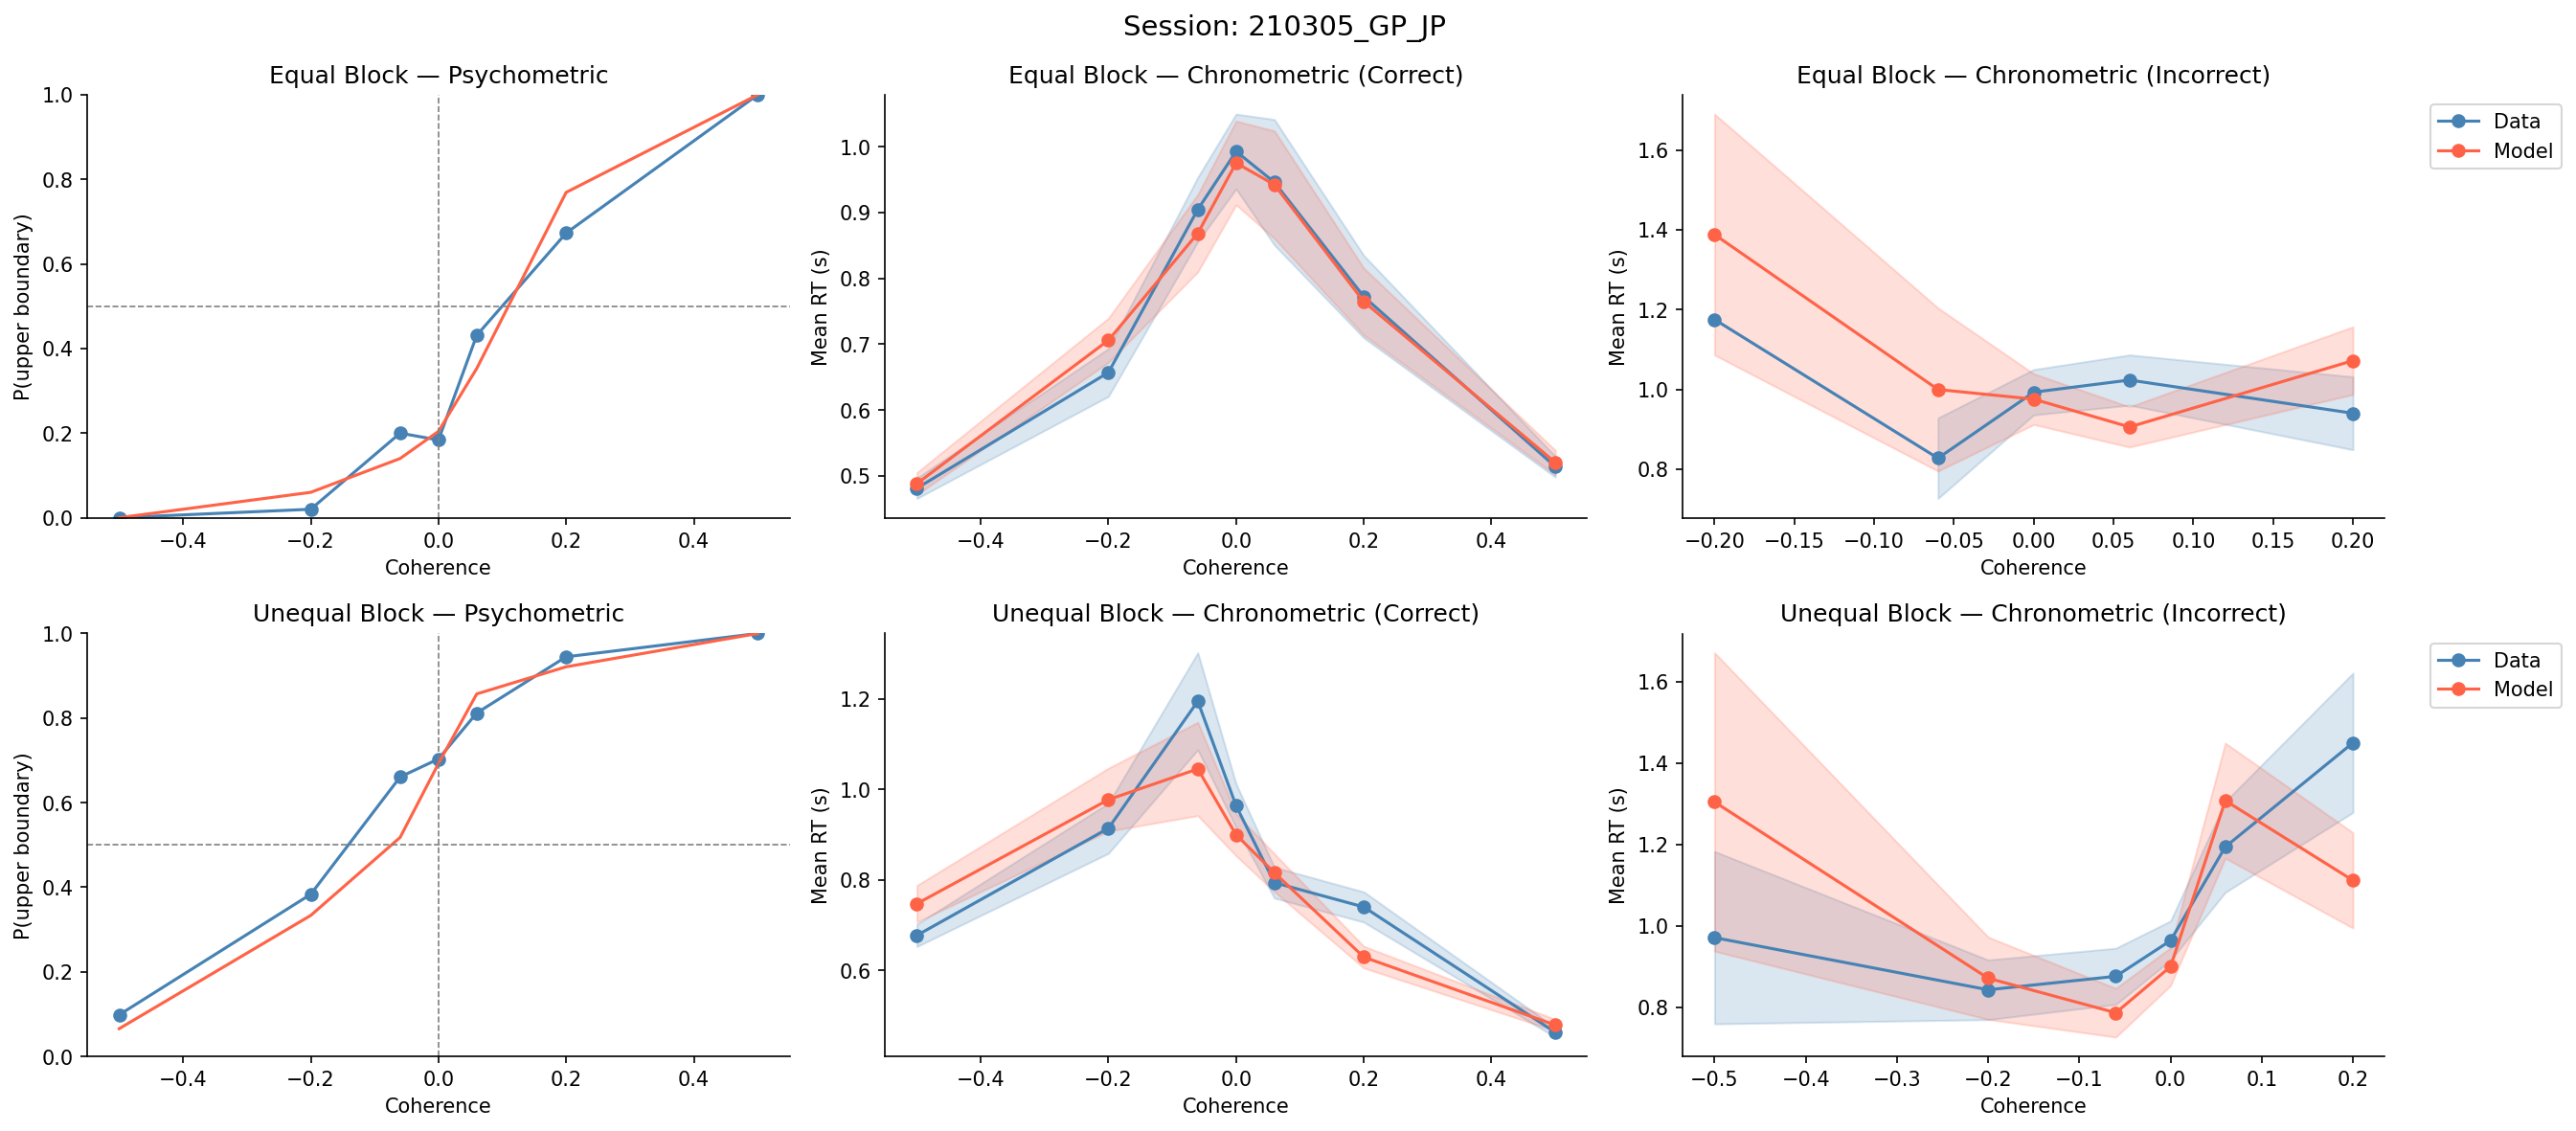 Session: 210305_GP_JP
Equal Block — Psychometric
P(upper boundary)
1.0
0.8
0.6
0.4
0.2
0.0
−0.4 −0.2 0.0 0.2 0.4
Coherence
Equal Block — Chronometric (Correct)
Mean RT (s)
1.0
0.9
0.8
0.7
0.6
0.5
−0.4 −0.2 0.0 0.2 0.4
Coherence
Equal Block — Chronometric (Incorrect)
Mean RT (s)
1.6
1.4
1.2
1.0
0.8
−0.20 −0.15 −0.10 −0.05 0.00 0.05 0.10 0.15 0.20
Coherence
Data
Model
Unequal Block — Psychometric
P(upper boundary)
1.0
0.8
0.6
0.4
0.2
0.0
−0.4 −0.2 0.0 0.2 0.4
Coherence
Unequal Block — Chronometric (Correct)
Mean RT (s)
1.2
1.0
0.8
0.6
−0.4 −0.2 0.0 0.2 0.4
Coherence
Unequal Block — Chronometric (Incorrect)
Mean RT (s)
1.6
1.4
1.2
1.0
0.8
−0.5 −0.4 −0.3 −0.2 −0.1 0.0 0.1 0.2
Coherence
Data
Model